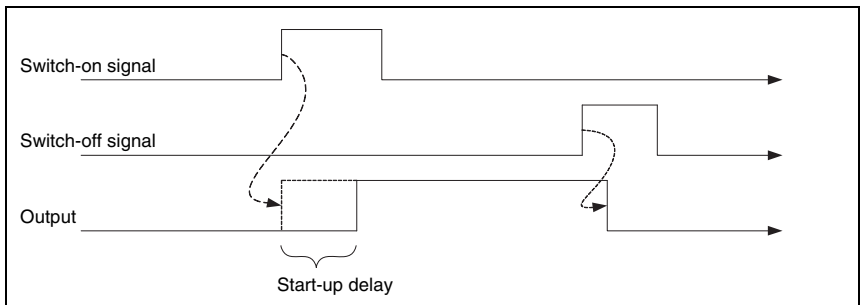 Switch-on signal
Switch-off signal
Output
Start-up delay